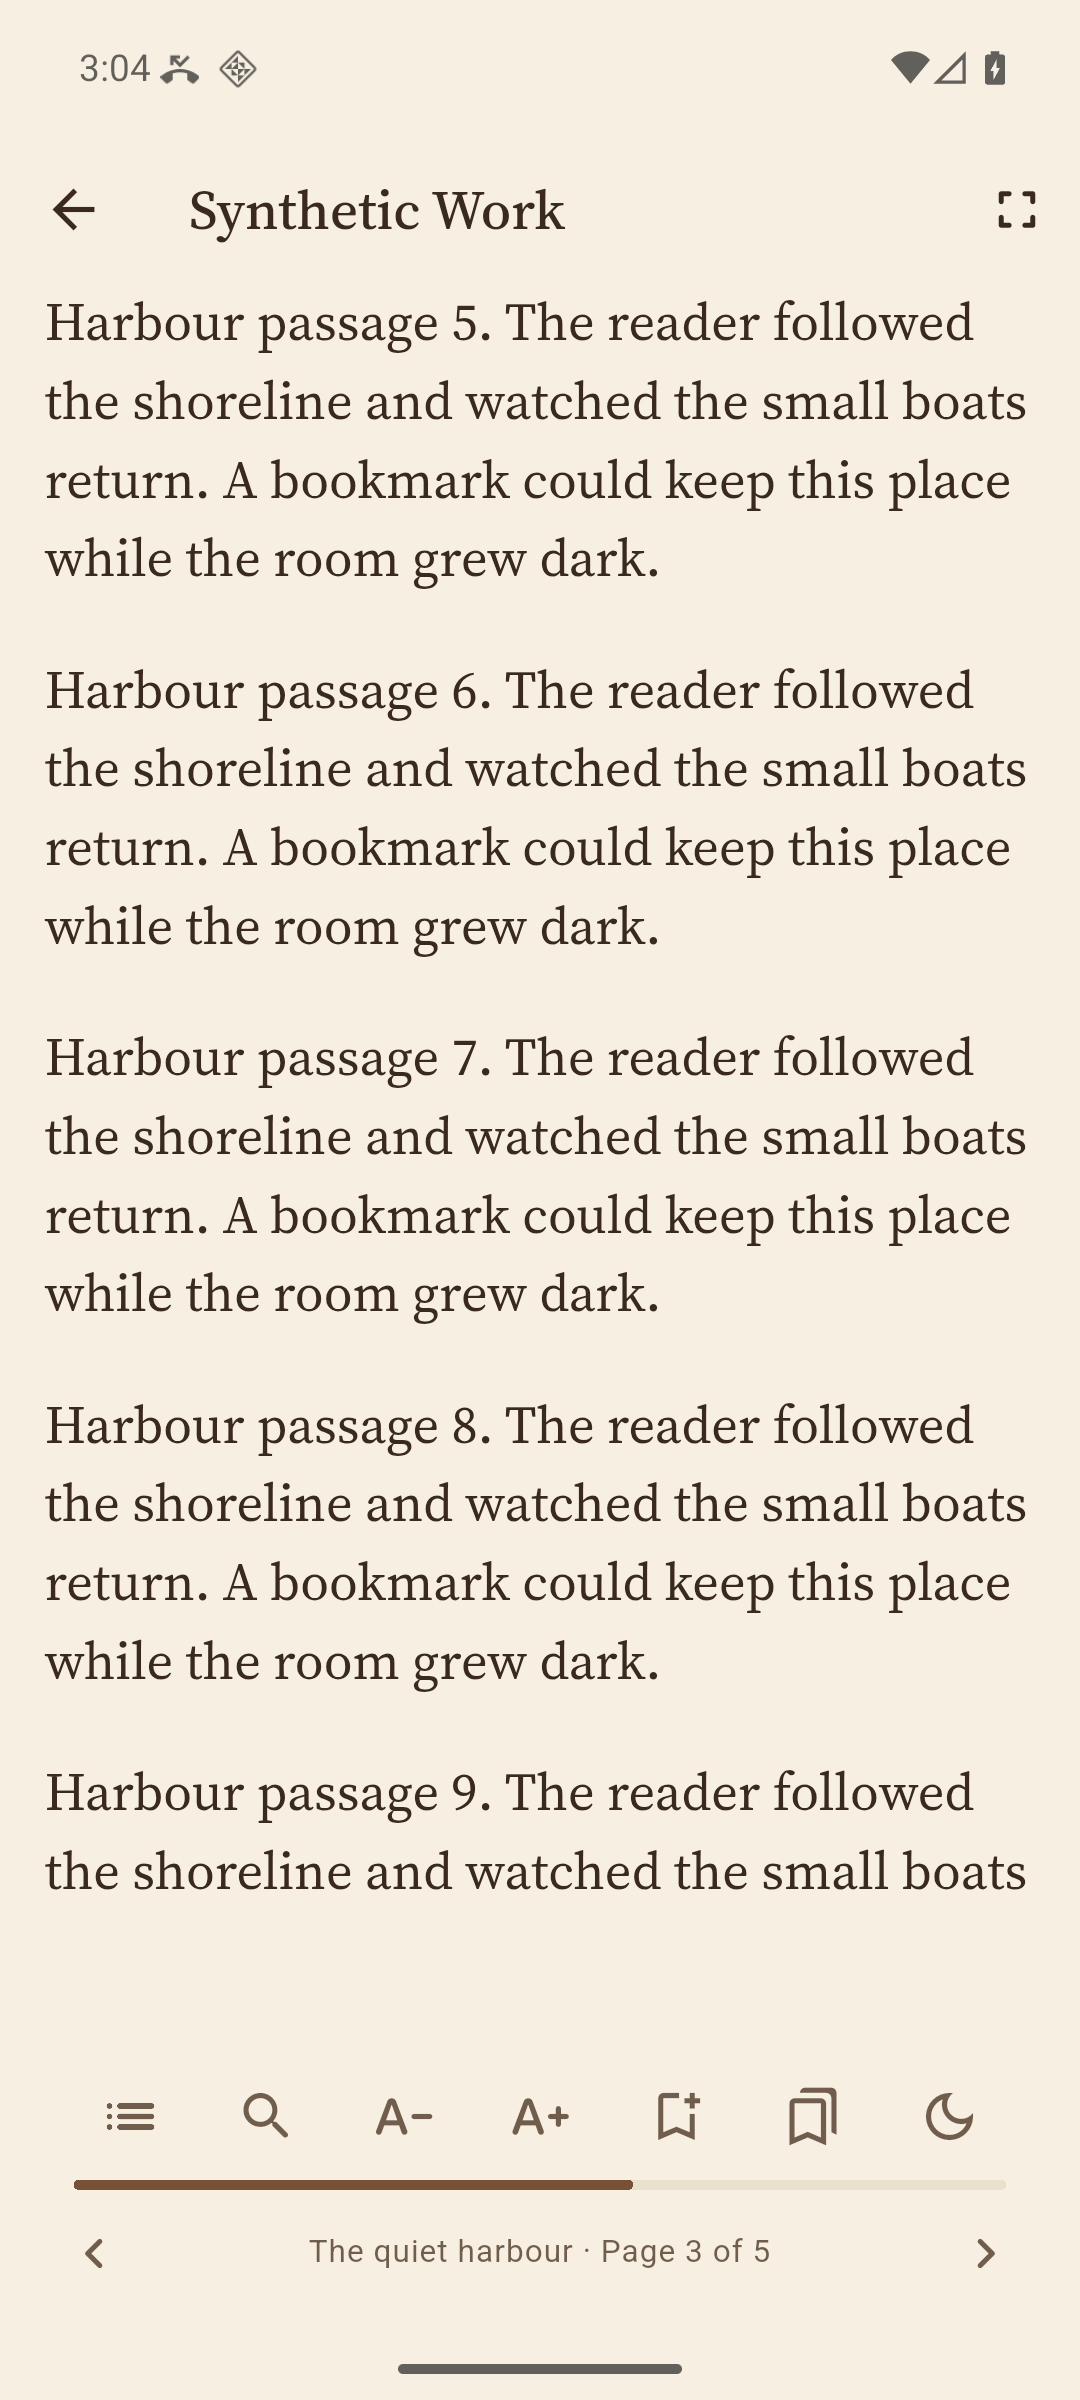 3:04
Synthetic Work
Harbour passage 5. The reader followed
the shoreline and watched the small boats
return. A bookmark could keep this place
while the room grew dark.
Harbour passage 6. The reader followed
the shoreline and watched the small boats
return. A bookmark could keep this place
while the room grew dark.
Harbour passage 7. The reader followed
the shoreline and watched the small boats
return. A bookmark could keep this place
while the room grew dark.
Harbour passage 8. The reader followed
the shoreline and watched the small boats
return. A bookmark could keep this place
while the room grew dark.
Harbour passage 9. The reader followed
the shoreline and watched the small boats
A− A+
The quiet harbour · Page 3 of 5